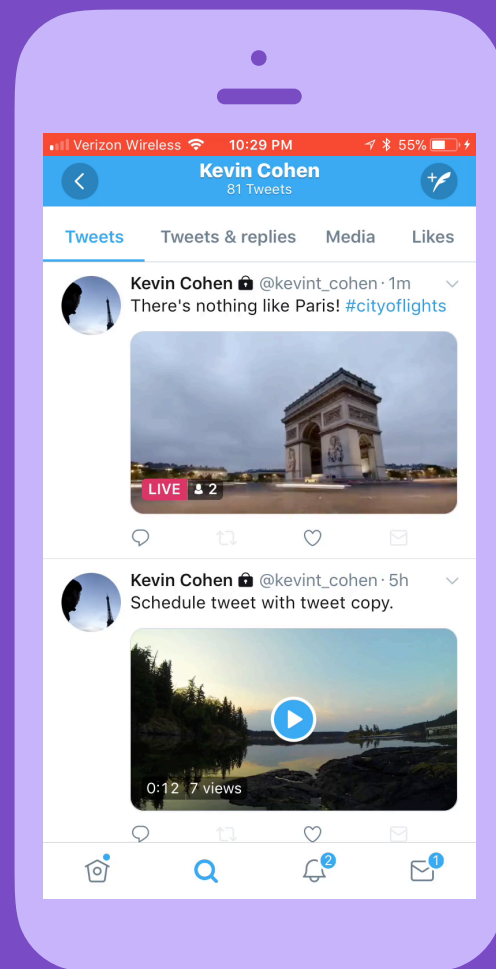 Verizon Wireless 10:29 PM 55%
Kevin Cohen
81 Tweets
Tweets Tweets & replies Media Likes
Kevin Cohen @kevint_cohen · 1m
There's nothing like Paris! #cityoflights
LIVE 2
Kevin Cohen @kevint_cohen · 5h
Schedule tweet with tweet copy.
0:12 7 views
2 1